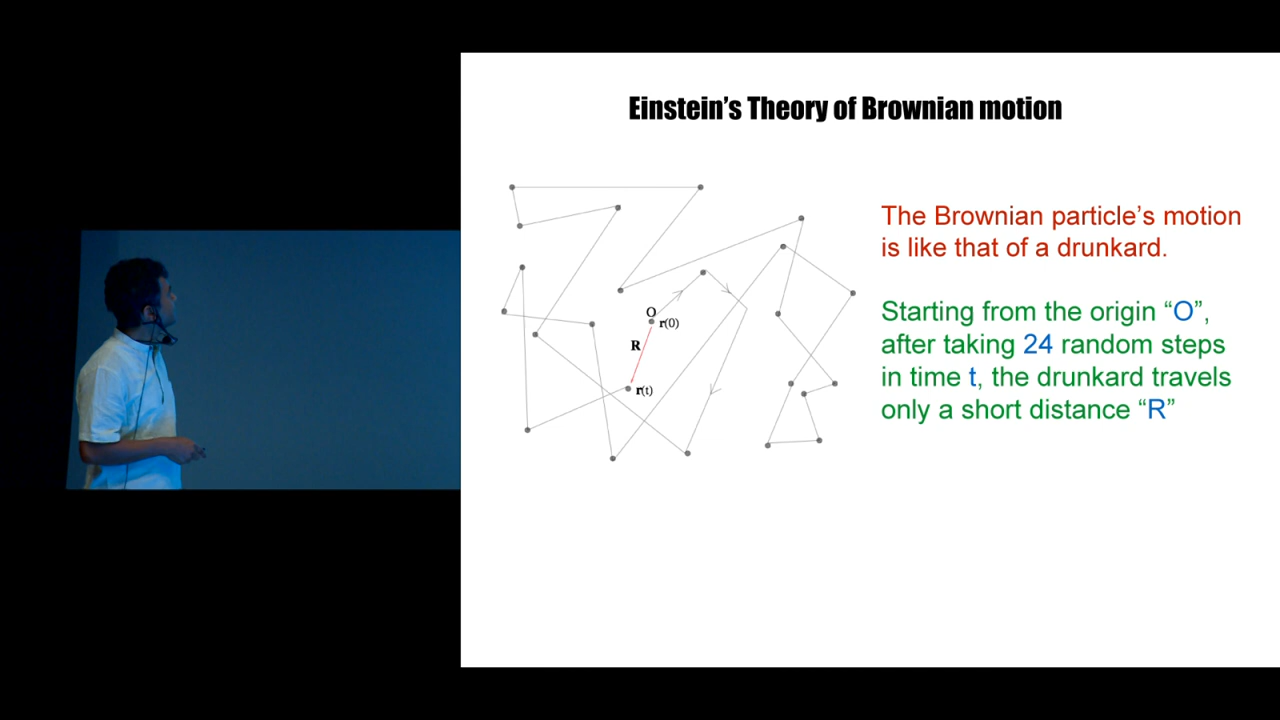 Einstein's Theory of Brownian motion
The Brownian particle's motion
is like that of a drunkard.
Starting from the origin “O”,
after taking 24 random steps
in time t, the drunkard travels
only a short distance “R”
O
r(0)
R
r(t)